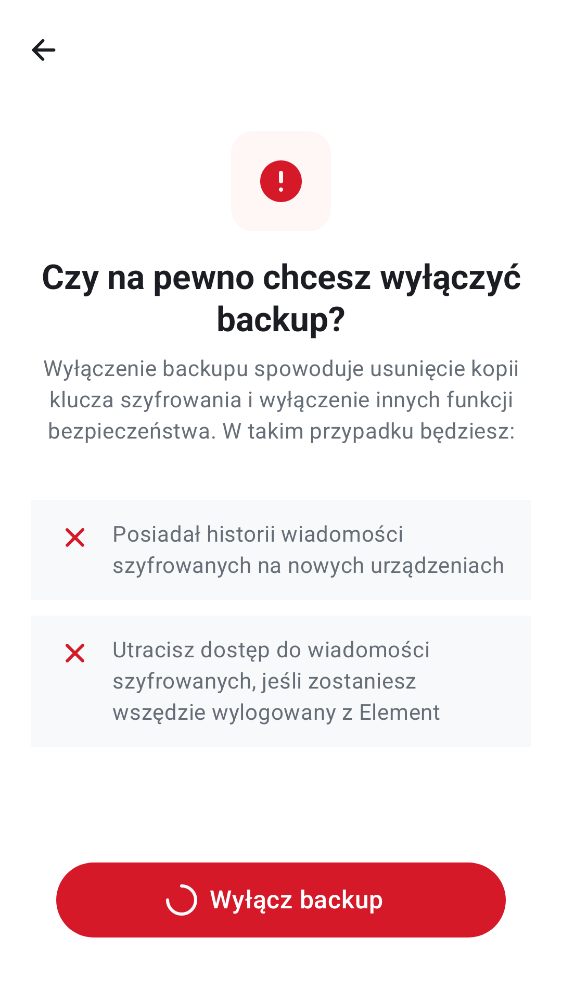 Czy na pewno chcesz wyłączyć
backup?
Wyłączenie backupu spowoduje usunięcie kopii
klucza szyfrowania i wyłączenie innych funkcji
bezpieczeństwa. W takim przypadku będziesz:
Posiadał historii wiadomości
szyfrowanych na nowych urządzeniach
Utracisz dostęp do wiadomości
szyfrowanych, jeśli zostaniesz
wszędzie wylogowany z Element
Wyłącz backup